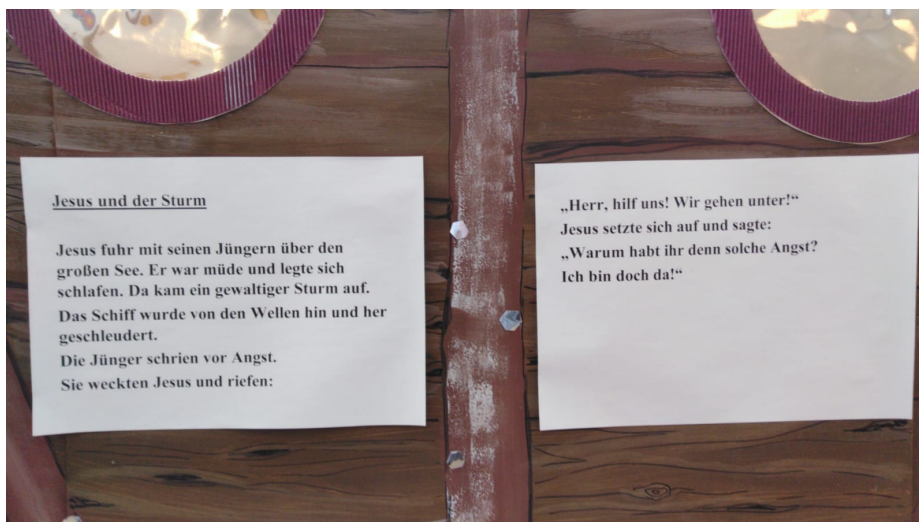 Jesus und der Sturm
Jesus fuhr mit seinen Jüngern über den
großen See. Er war müde und legte sich
schlafen. Da kam ein gewaltiger Sturm auf.
Das Schiff wurde von den Wellen hin und her
geschleudert.
Die Jünger schrien vor Angst.
Sie weckten Jesus und riefen:
„Herr, hilf uns! Wir gehen unter!“
Jesus setzte sich auf und sagte:
„Warum habt ihr denn solche Angst?
Ich bin doch da!“